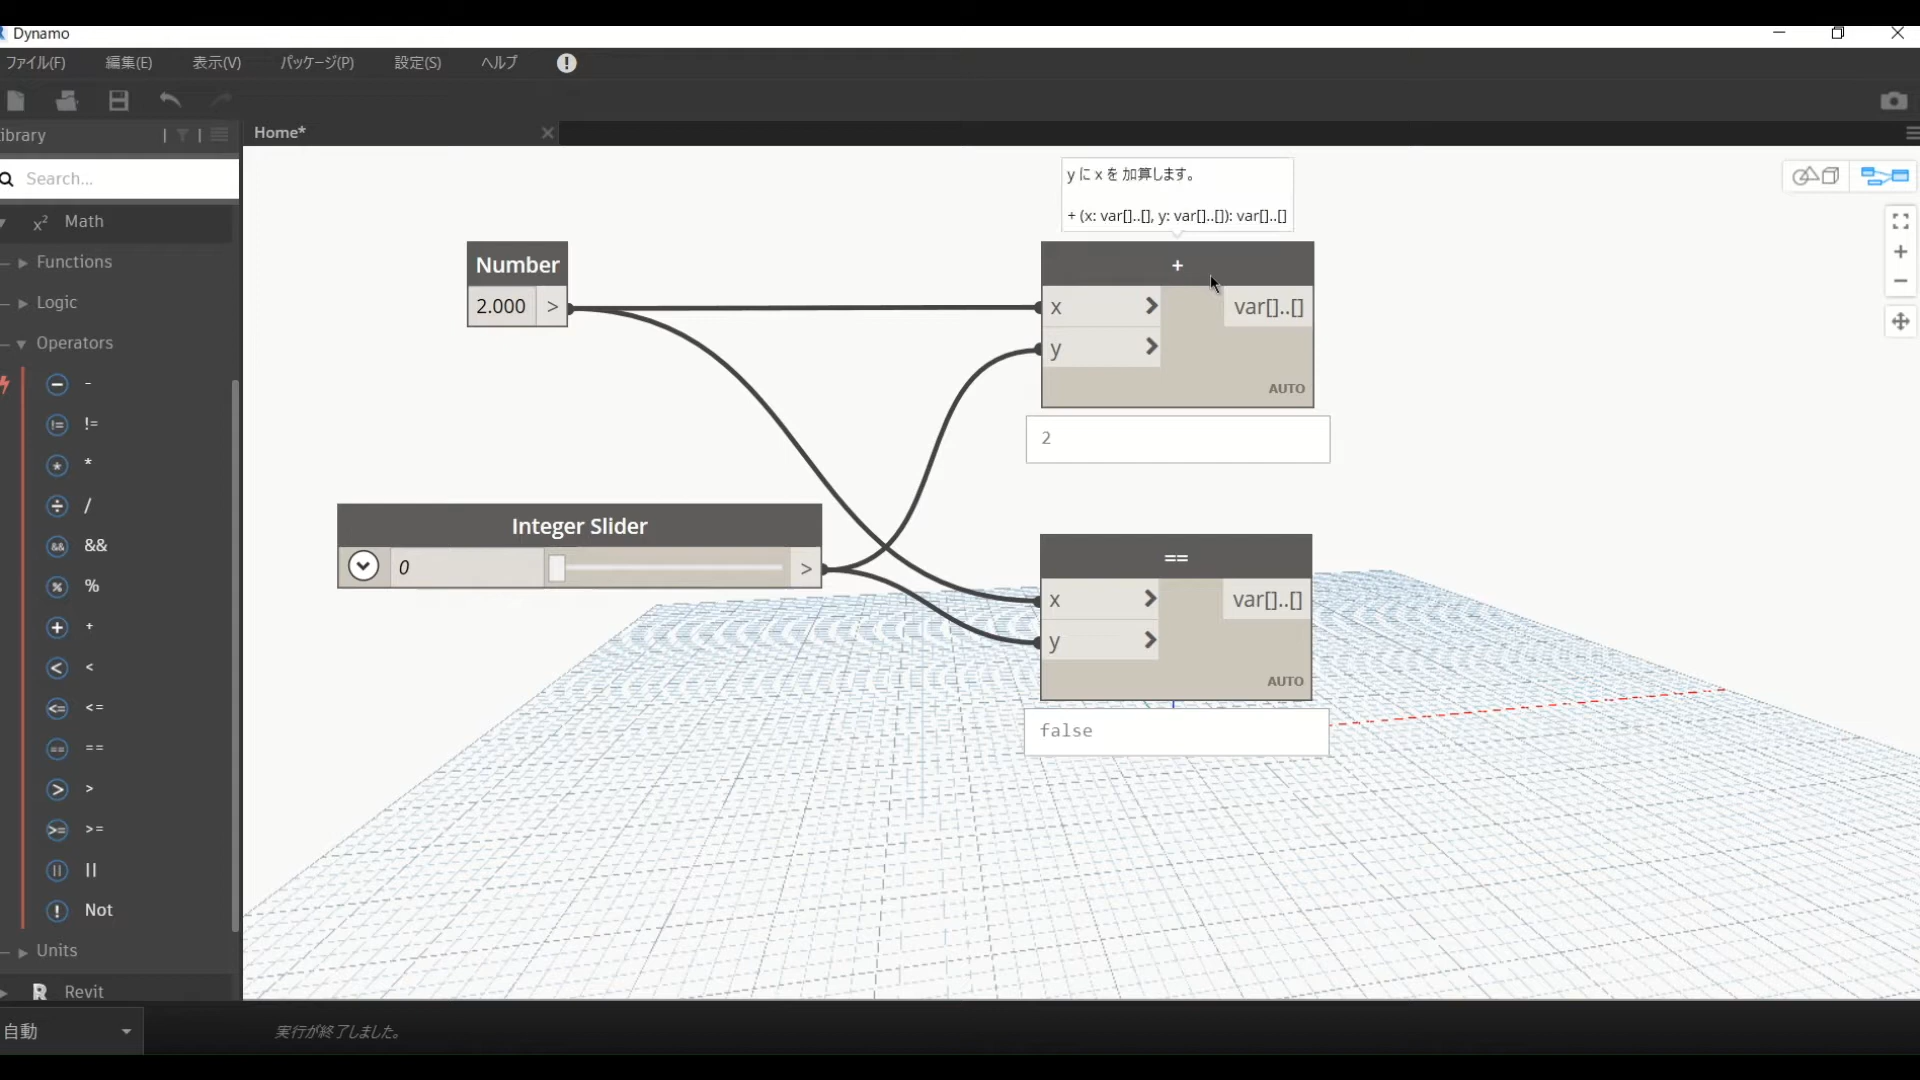 Dynamo
ファイル(F) 編集(E) 表示(V) パッケージ(P) 設定(S) ヘルプ
ibrary
Home*
Search...
Math
Functions
Logic
Operators
-
!=
*
/
&&
%
+
<
<=
==
>
>=
||
Not
Units
Revit
y に x を 加算します。
+ (x: var[]..[], y: var[]..[]): var[]..[]
Number
2.000 >
+
x > var[]..[]
y >
AUTO
2
Integer Slider
0 >
==
x > var[]..[]
y >
AUTO
false
自動
実行が終了しました。